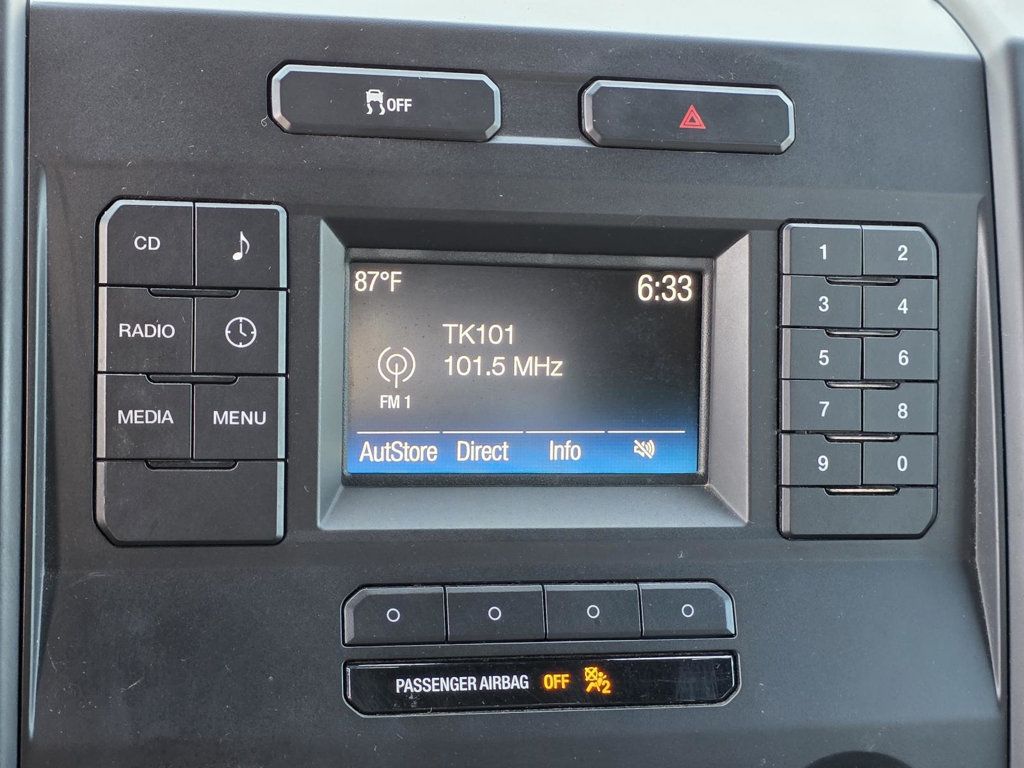 OFF
CD
RADIO
MEDIA
MENU
87°F
6:33
TK101
101.5 MHz
FM 1
AutStore Direct Info
1 2
3 4
5 6
7 8
9 0
PASSENGER AIRBAG OFF 2